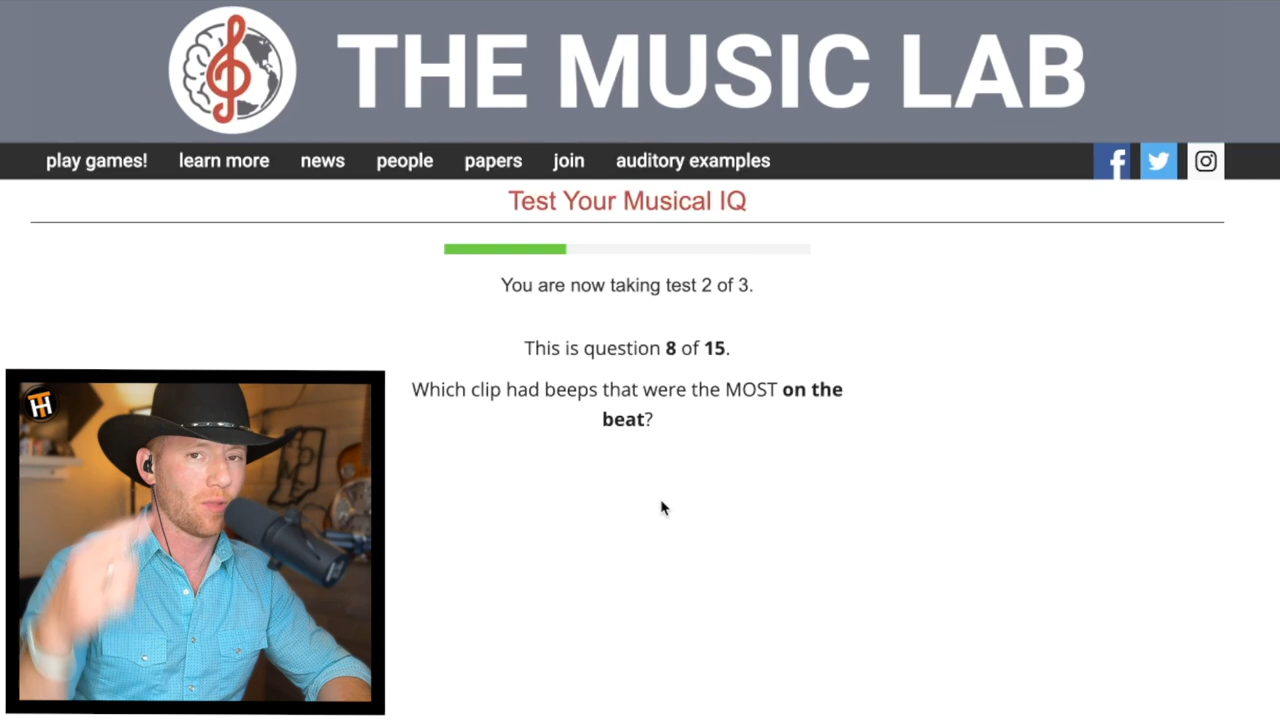 THE MUSIC LAB
play games! learn more news people papers join auditory examples
Test Your Musical IQ
You are now taking test 2 of 3.
This is question 8 of 15.
Which clip had beeps that were the MOST on the
beat?